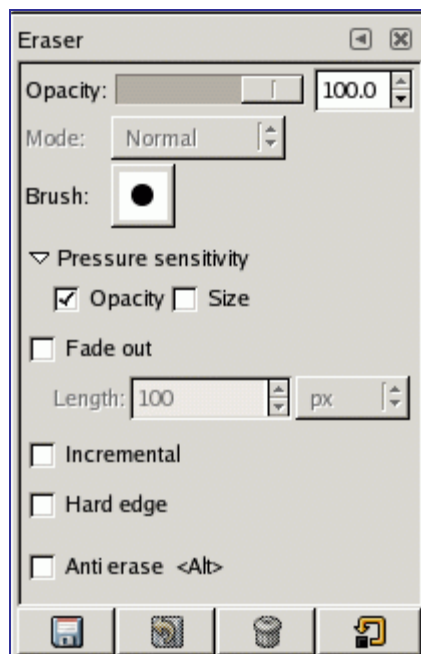 Eraser
Opacity: 100.0
Mode: Normal
Brush:
Pressure sensitivity
Opacity Size
Fade out
Length: 100 px
Incremental
Hard edge
Anti erase <Alt>